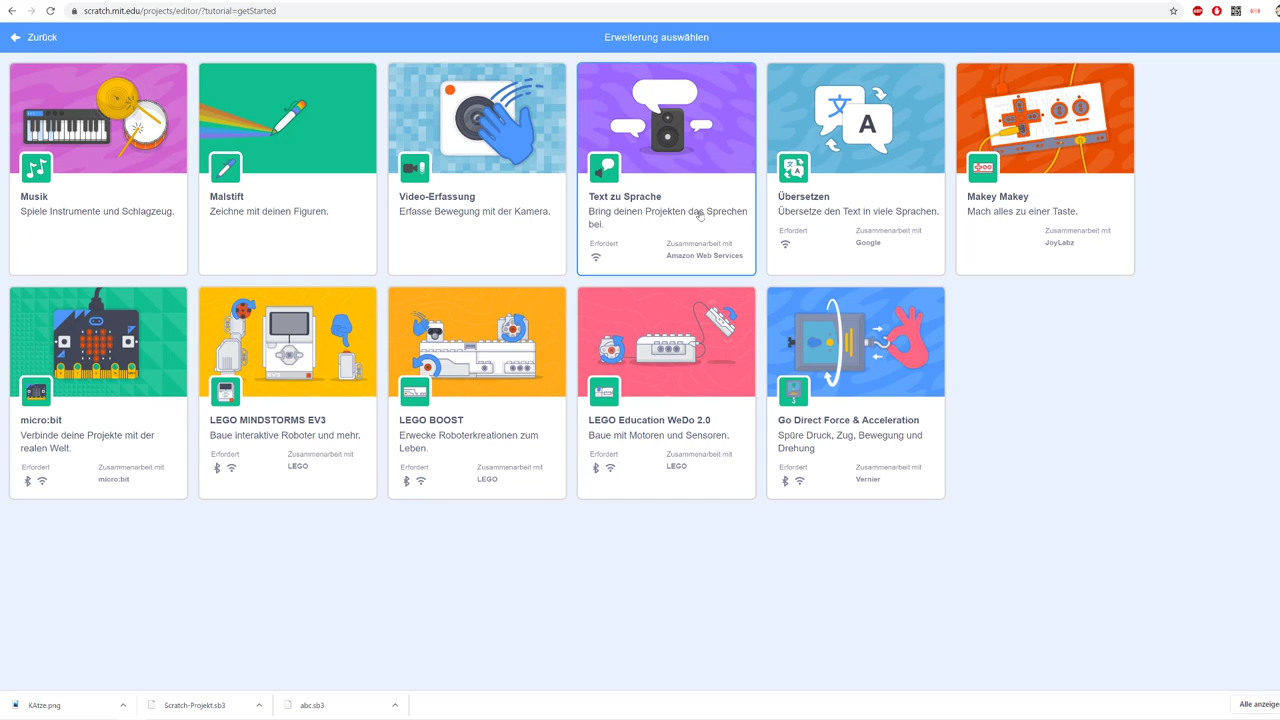 scratch.mit.edu/projects/editor/?tutorial=getStarted
Zurück
Erweiterung auswählen
Musik
Spiele Instrumente und Schlagzeug.
Malstift
Zeichne mit deinen Figuren.
Video-Erfassung
Erfasse Bewegung mit der Kamera.
Text zu Sprache
Bring deinen Projekten das Sprechen
bei.
Erfordert
Zusammenarbeit mit
Amazon Web Services
Übersetzen
Übersetze den Text in viele Sprachen.
Erfordert
Zusammenarbeit mit
Google
文
A
Makey Makey
Mach alles zu einer Taste.
Zusammenarbeit mit
JoyLabz
micro:bit
Verbinde deine Projekte mit der
realen Welt.
Erfordert
Zusammenarbeit mit
micro:bit
LEGO MINDSTORMS EV3
Baue interaktive Roboter und mehr.
Erfordert
Zusammenarbeit mit
LEGO
LEGO BOOST
Erwecke Roboterkreationen zum
Leben.
Erfordert
Zusammenarbeit mit
LEGO
LEGO Education WeDo 2.0
Baue mit Motoren und Sensoren.
Erfordert
Zusammenarbeit mit
LEGO
Go Direct Force & Acceleration
Spüre Druck, Zug, Bewegung und
Drehung
Erfordert
Zusammenarbeit mit
Vernier
KAtze.png
Scratch-Projekt.sb3
abc.sb3
Alle anzeige